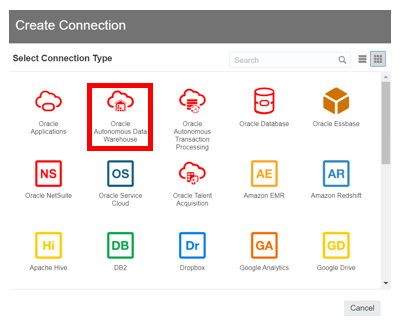 Create Connection
Select Connection Type
Search
Oracle
Applications
Oracle
Autonomous Data
Warehouse
Oracle
Autonomous
Transaction
Processing
Oracle Database
Oracle Essbase
NS
Oracle NetSuite
OS
Oracle Service
Cloud
Oracle Talent
Acquisition
AE
Amazon EMR
AR
Amazon Redshift
Hi
Apache Hive
DB
DB2
Dr
Dropbox
GA
Google Analytics
GD
Google Drive
Cancel